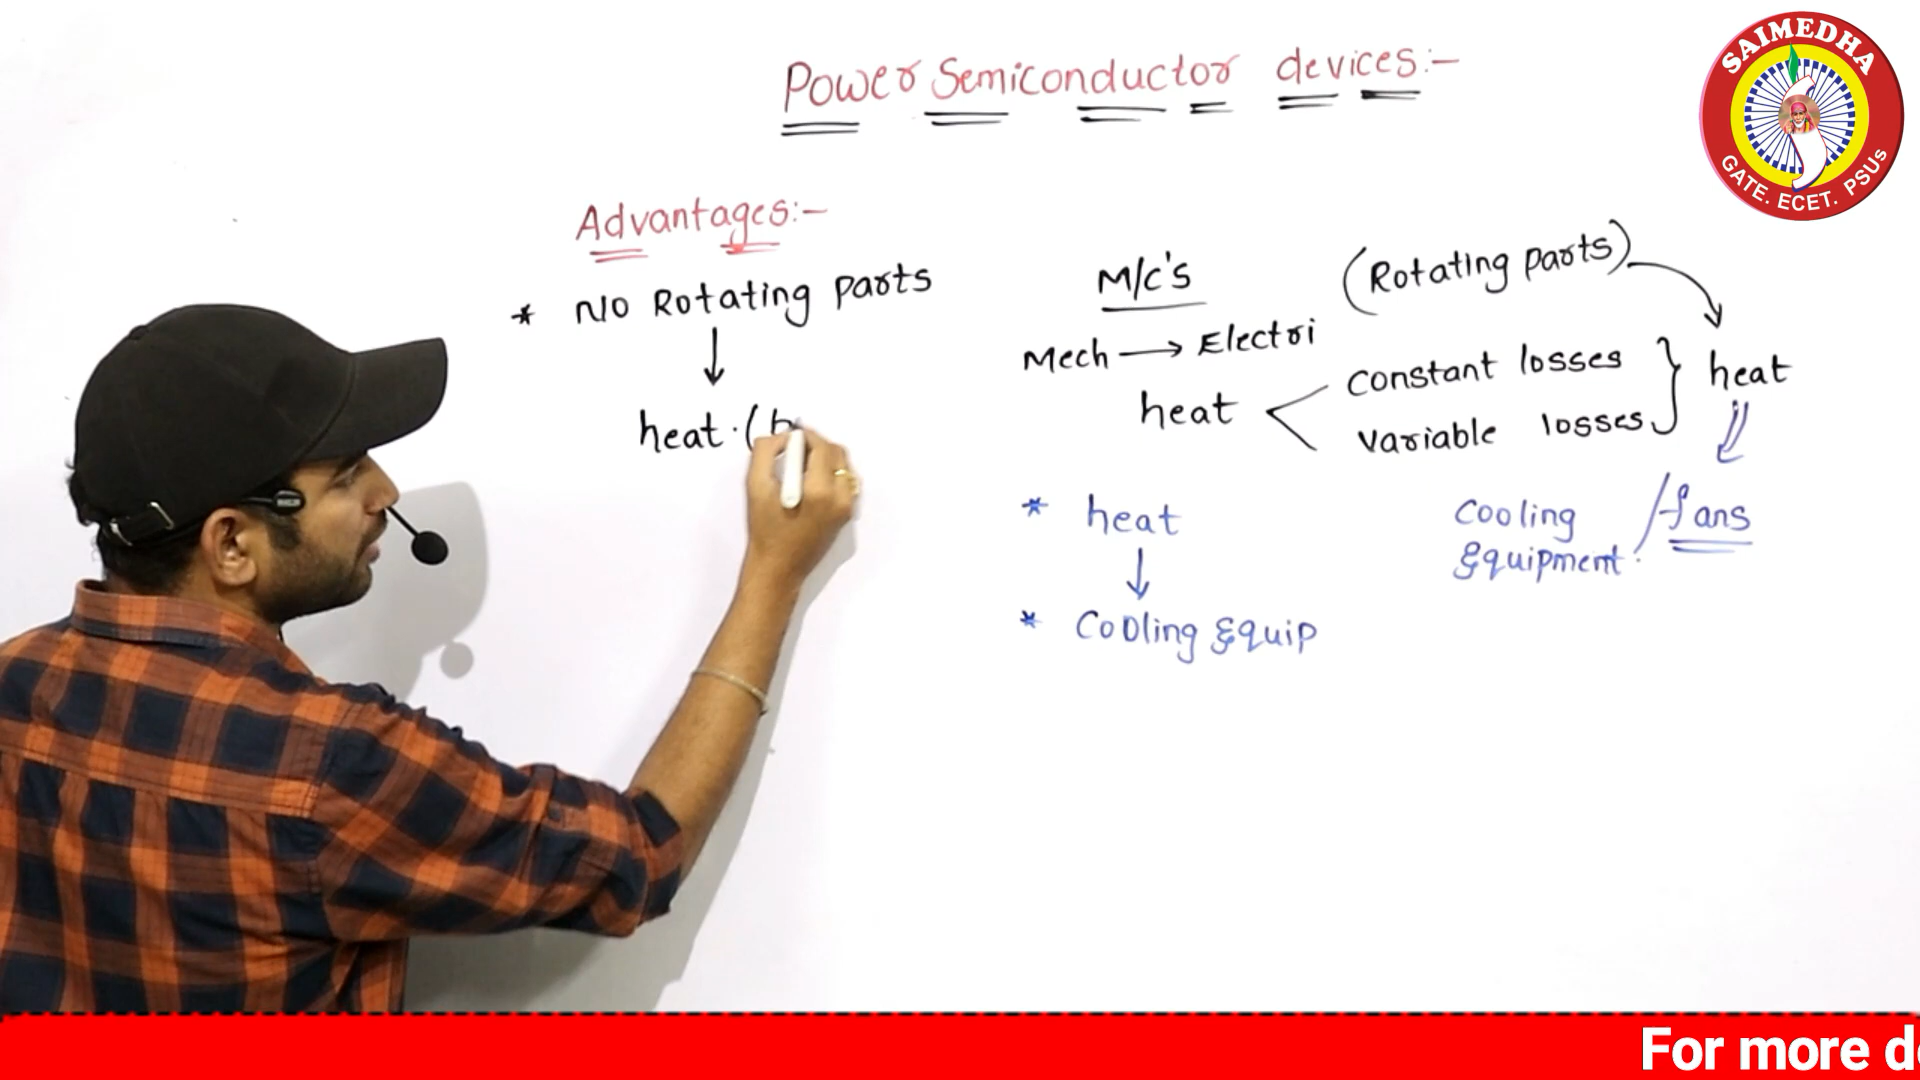 Power Semiconductor devices:-
SAIMEDHA
GATE. ECET. PSUs
Advantages:-
* No Rotating parts
heat. (
M/c's
(Rotating parts)
Mech → Electri
heat
Constant losses
Variable losses
heat
* heat
Cooling Equipment. / fans
* Cooling Equip
For more d